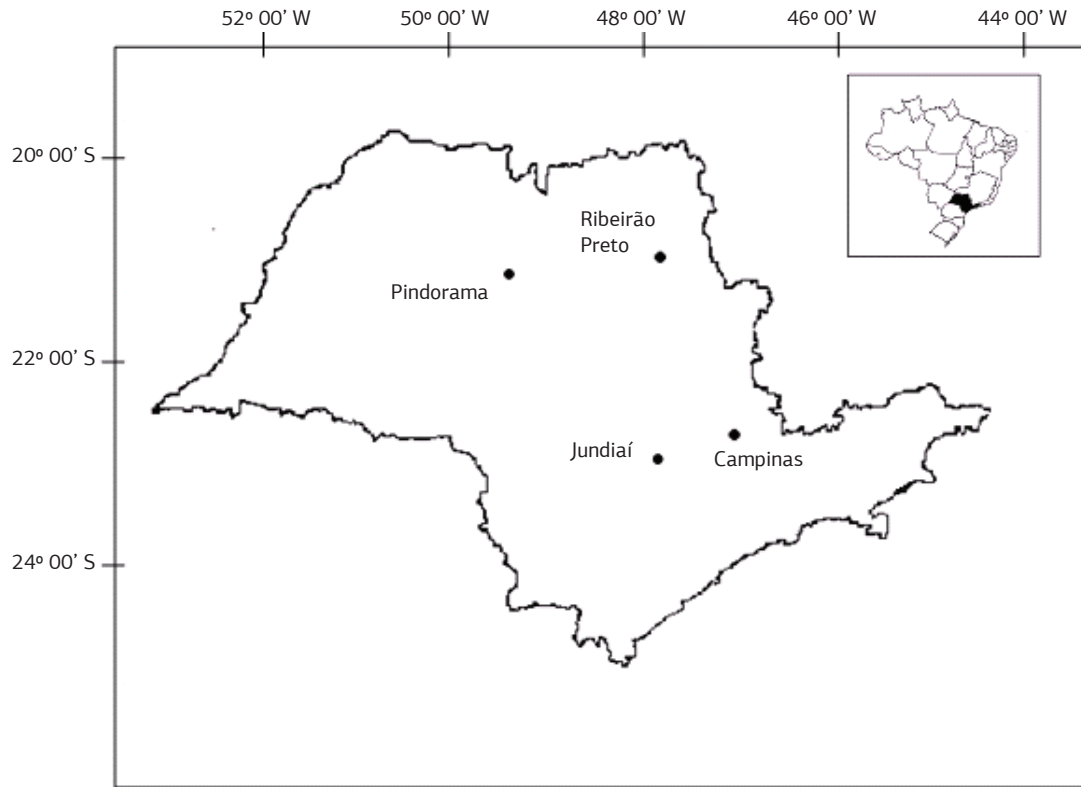 52º 00’ W
50º 00’ W
48º 00’ W
46º 00’ W
44º 00’ W
20º 00’ S
Ribeirão
Preto
Pindorama
22º 00’ S
Jundiaí
Campinas
24º 00’ S